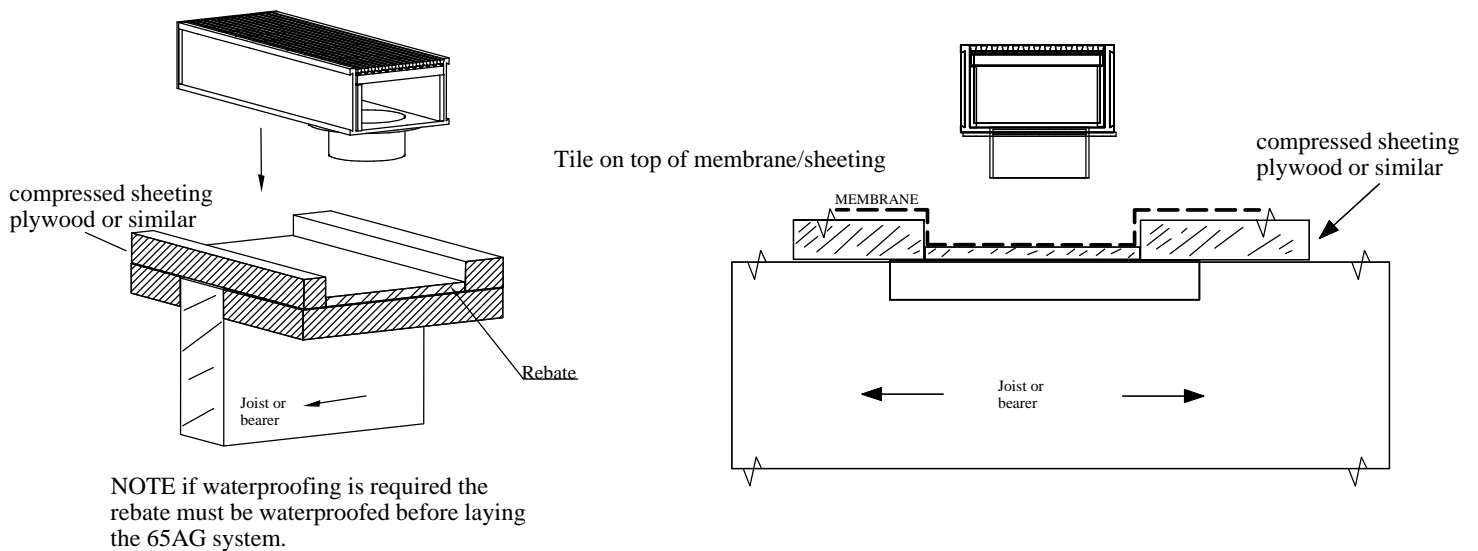 compressed sheeting
plywood or similar
Rebate
Joist or
bearer
NOTE if waterproofing is required the
rebate must be waterproofed before laying
the 65AG system.
Tile on top of membrane/sheeting
MEMBRANE
compressed sheeting
plywood or similar
Joist or
bearer